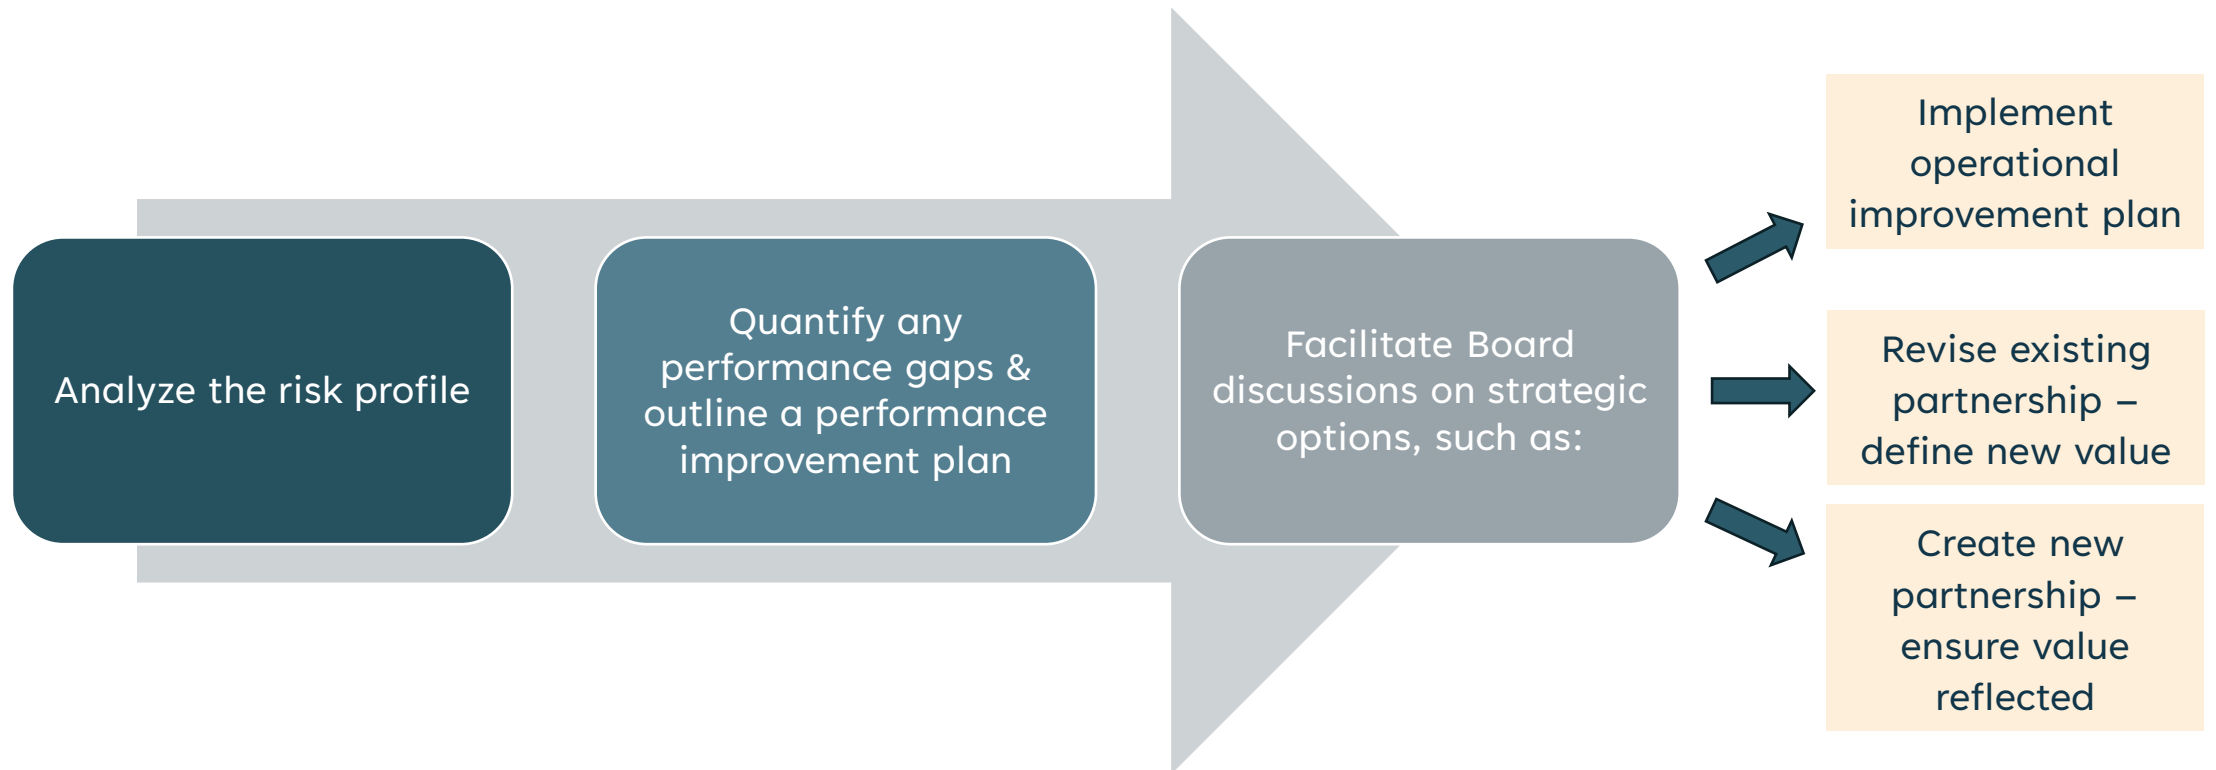 Analyze the risk profile
Quantify any
performance gaps &
outline a performance
improvement plan
Facilitate Board
discussions on strategic
options, such as:
Implement
operational
improvement plan
Revise existing
partnership –
define new value
Create new
partnership –
ensure value
reflected